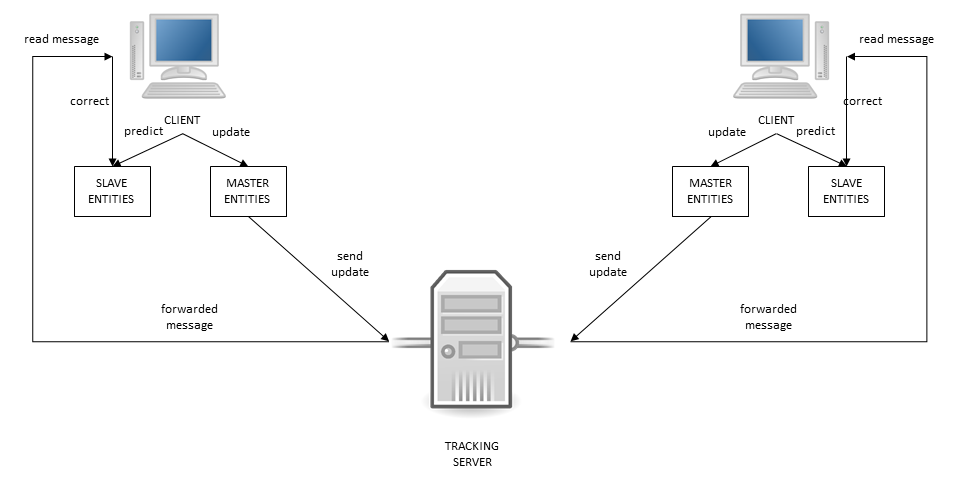 read message
read message
correct
correct
CLIENT
CLIENT
predict
update
update
predict
SLAVE
ENTITIES
MASTER
ENTITIES
MASTER
ENTITIES
SLAVE
ENTITIES
send
update
send
update
forwarded
message
forwarded
message
TRACKING
SERVER